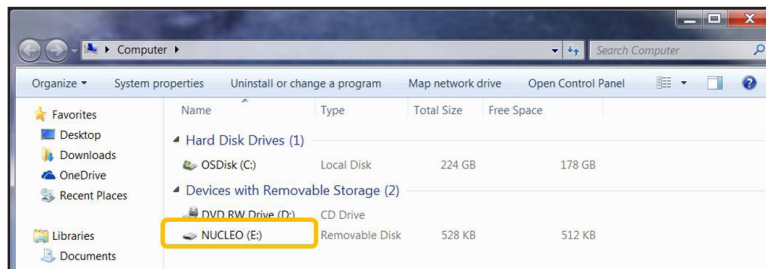 Computer
Search Computer
Organize System properties Uninstall or change a program Map network drive Open Control Panel
Favorites
Desktop
Downloads
OneDrive
Recent Places
Libraries
Documents
Name Type Total Size Free Space
Hard Disk Drives (1)
OSDisk (C:) Local Disk 224 GB 178 GB
Devices with Removable Storage (2)
DVD RW Drive (D:) CD Drive
NUCLEO (E:) Removable Disk 528 KB 512 KB